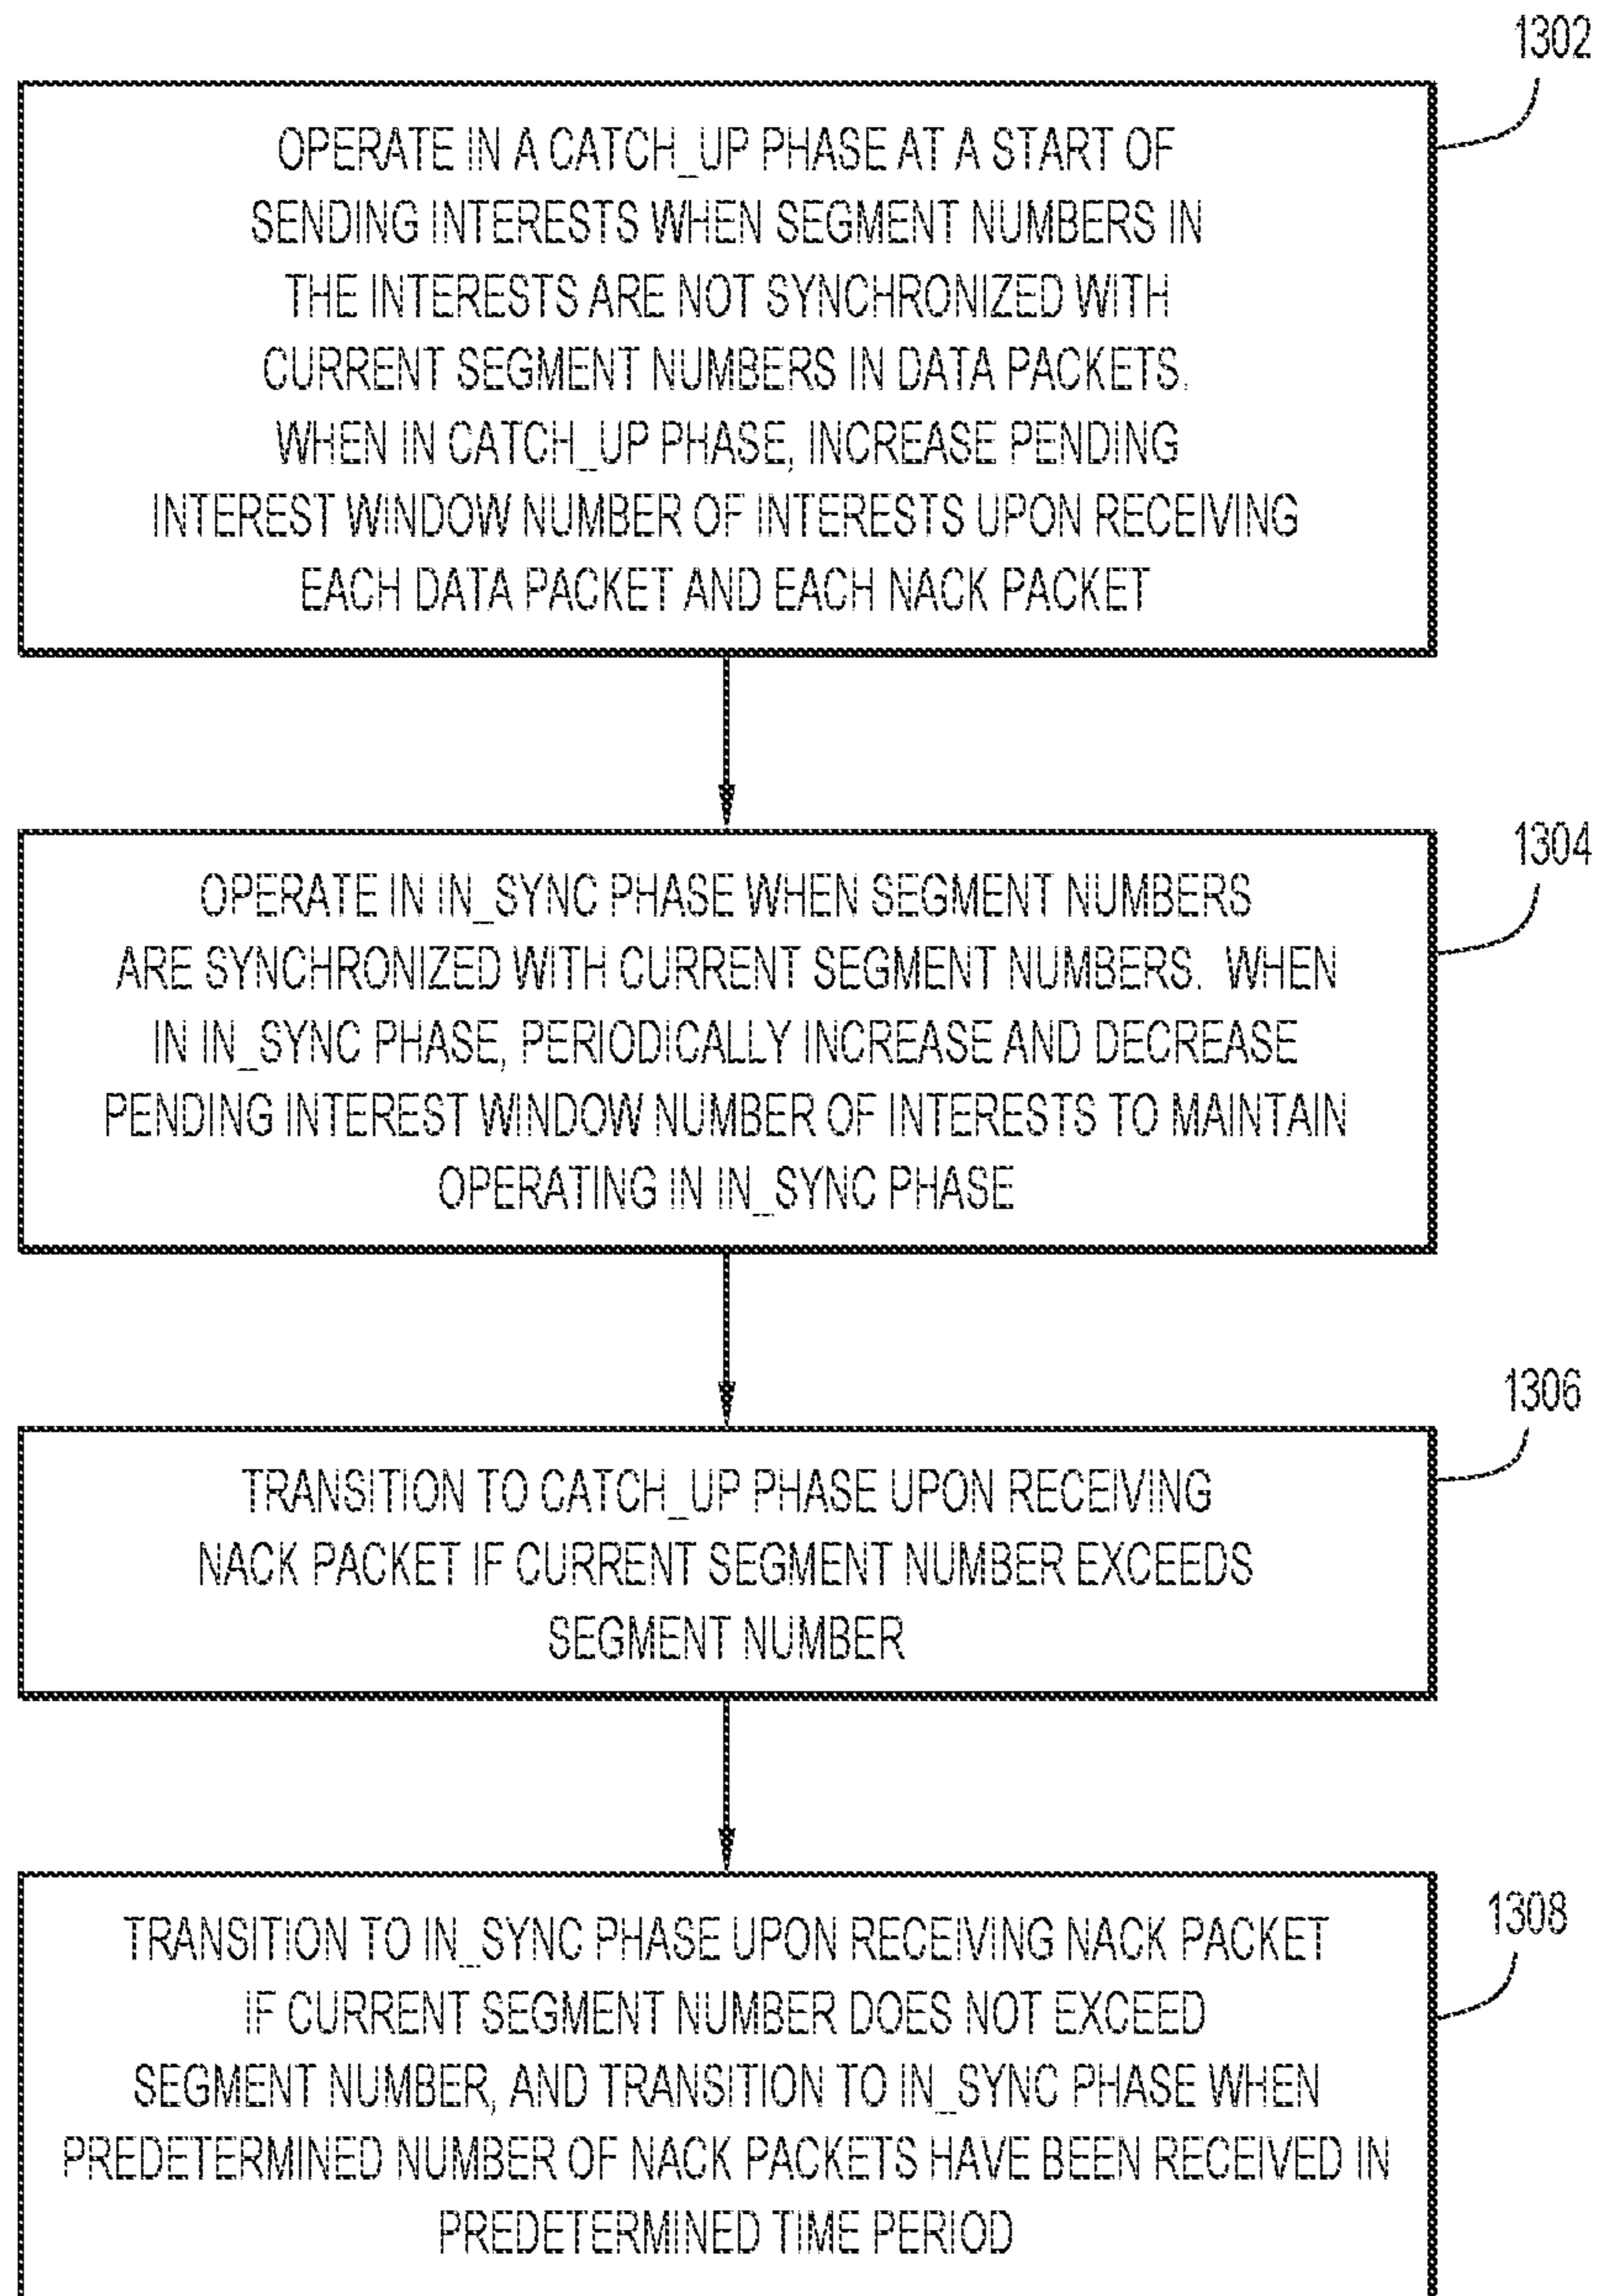 1302
OPERATE IN A CATCH_UP PHASE AT A START OF
SENDING INTERESTS WHEN SEGMENT NUMBERS IN
THE INTERESTS ARE NOT SYNCHRONIZED WITH
CURRENT SEGMENT NUMBERS IN DATA PACKETS.
WHEN IN CATCH_UP PHASE, INCREASE PENDING
INTEREST WINDOW NUMBER OF INTERESTS UPON RECEIVING
EACH DATA PACKET AND EACH NACK PACKET
1304
OPERATE IN IN_SYNC PHASE WHEN SEGMENT NUMBERS
ARE SYNCHRONIZED WITH CURRENT SEGMENT NUMBERS. WHEN
IN IN_SYNC PHASE, PERIODICALLY INCREASE AND DECREASE
PENDING INTEREST WINDOW NUMBER OF INTERESTS TO MAINTAIN
OPERATING IN IN_SYNC PHASE
1306
TRANSITION TO CATCH_UP PHASE UPON RECEIVING
NACK PACKET IF CURRENT SEGMENT NUMBER EXCEEDS
SEGMENT NUMBER
1308
TRANSITION TO IN_SYNC PHASE UPON RECEIVING NACK PACKET
IF CURRENT SEGMENT NUMBER DOES NOT EXCEED
SEGMENT NUMBER, AND TRANSITION TO IN_SYNC PHASE WHEN
PREDETERMINED NUMBER OF NACK PACKETS HAVE BEEN RECEIVED IN
PREDETERMINED TIME PERIOD